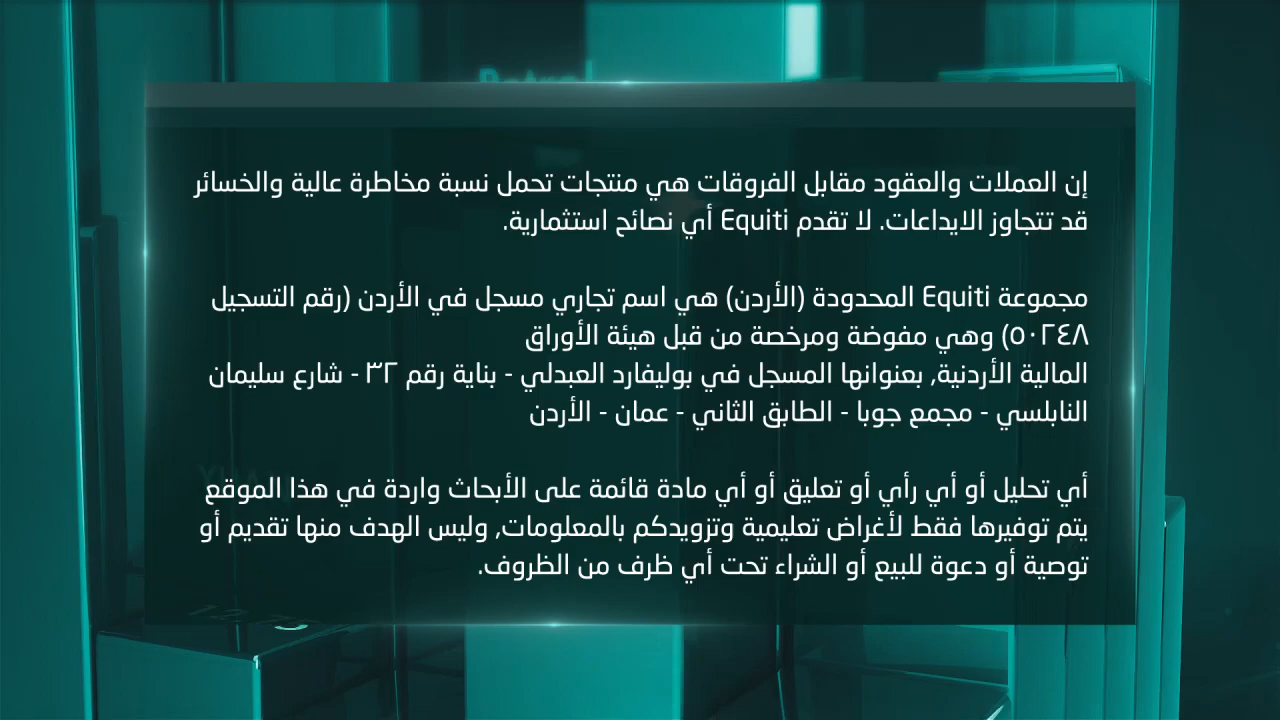 إن العملات والعقود مقابل الفروقات هي منتجات تحمل نسبة مخاطرة عالية والخسائر
قد تتجاوز الايداعات. لا تقدم Equiti أي نصائح استثمارية.
مجموعة Equiti المحدودة (الأردن) هي اسم تجاري مسجل في الأردن (رقم التسجيل
٥٠٢٤٨) وهي مفوضة ومرخصة من قبل هيئة الأوراق
المالية الأردنية, بعنوانها المسجل في بوليفارد العبدلي - بناية رقم ٣٢ - شارع سليمان
النابلسي - مجمع جوبا - الطابق الثاني - عمان - الأردن
أي تحليل أو أي رأي أو تعليق أو أي مادة قائمة على الأبحاث واردة في هذا الموقع
يتم توفيرها فقط لأغراض تعليمية وتزويدكم بالمعلومات, وليس الهدف منها تقديم أو
توصية أو دعوة للبيع أو الشراء تحت أي ظرف من الظروف.